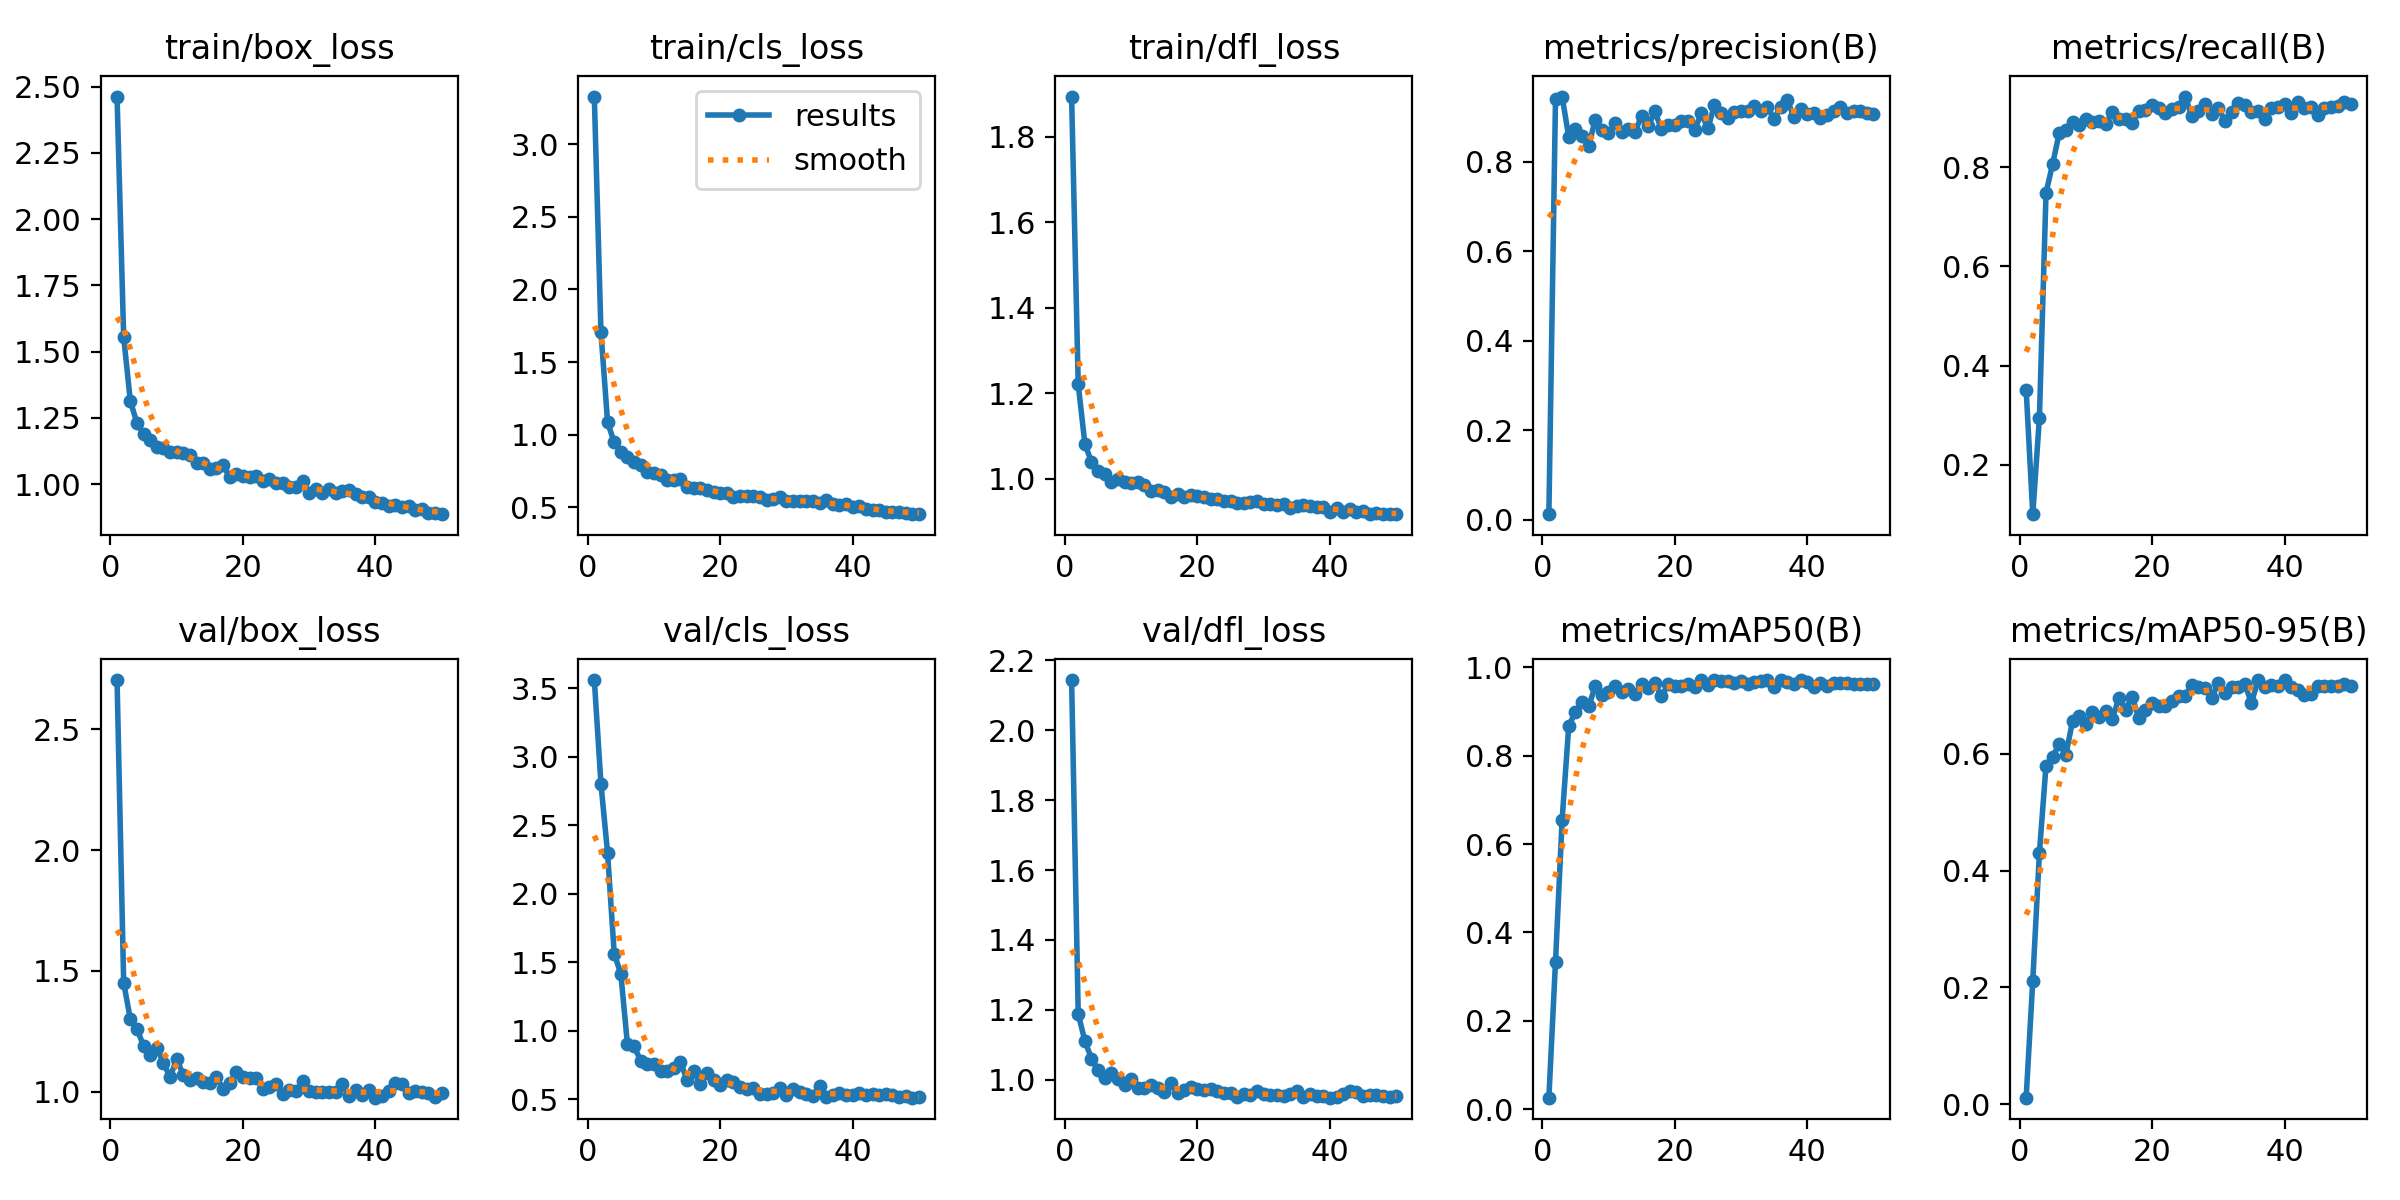 train/box_loss
2.50
2.25
2.00
1.75
1.50
1.25
1.00
0 20 40
train/cls_loss
results
smooth
3.0
2.5
2.0
1.5
1.0
0.5
0 20 40
train/dfl_loss
1.8
1.6
1.4
1.2
1.0
0 20 40
metrics/precision(B)
0.8
0.6
0.4
0.2
0.0
0 20 40
metrics/recall(B)
0.8
0.6
0.4
0.2
0 20 40
val/box_loss
2.5
2.0
1.5
1.0
0 20 40
val/cls_loss
3.5
3.0
2.5
2.0
1.5
1.0
0.5
0 20 40
val/dfl_loss
2.2
2.0
1.8
1.6
1.4
1.2
1.0
0 20 40
metrics/mAP50(B)
1.0
0.8
0.6
0.4
0.2
0.0
0 20 40
metrics/mAP50-95(B)
0.6
0.4
0.2
0.0
0 20 40